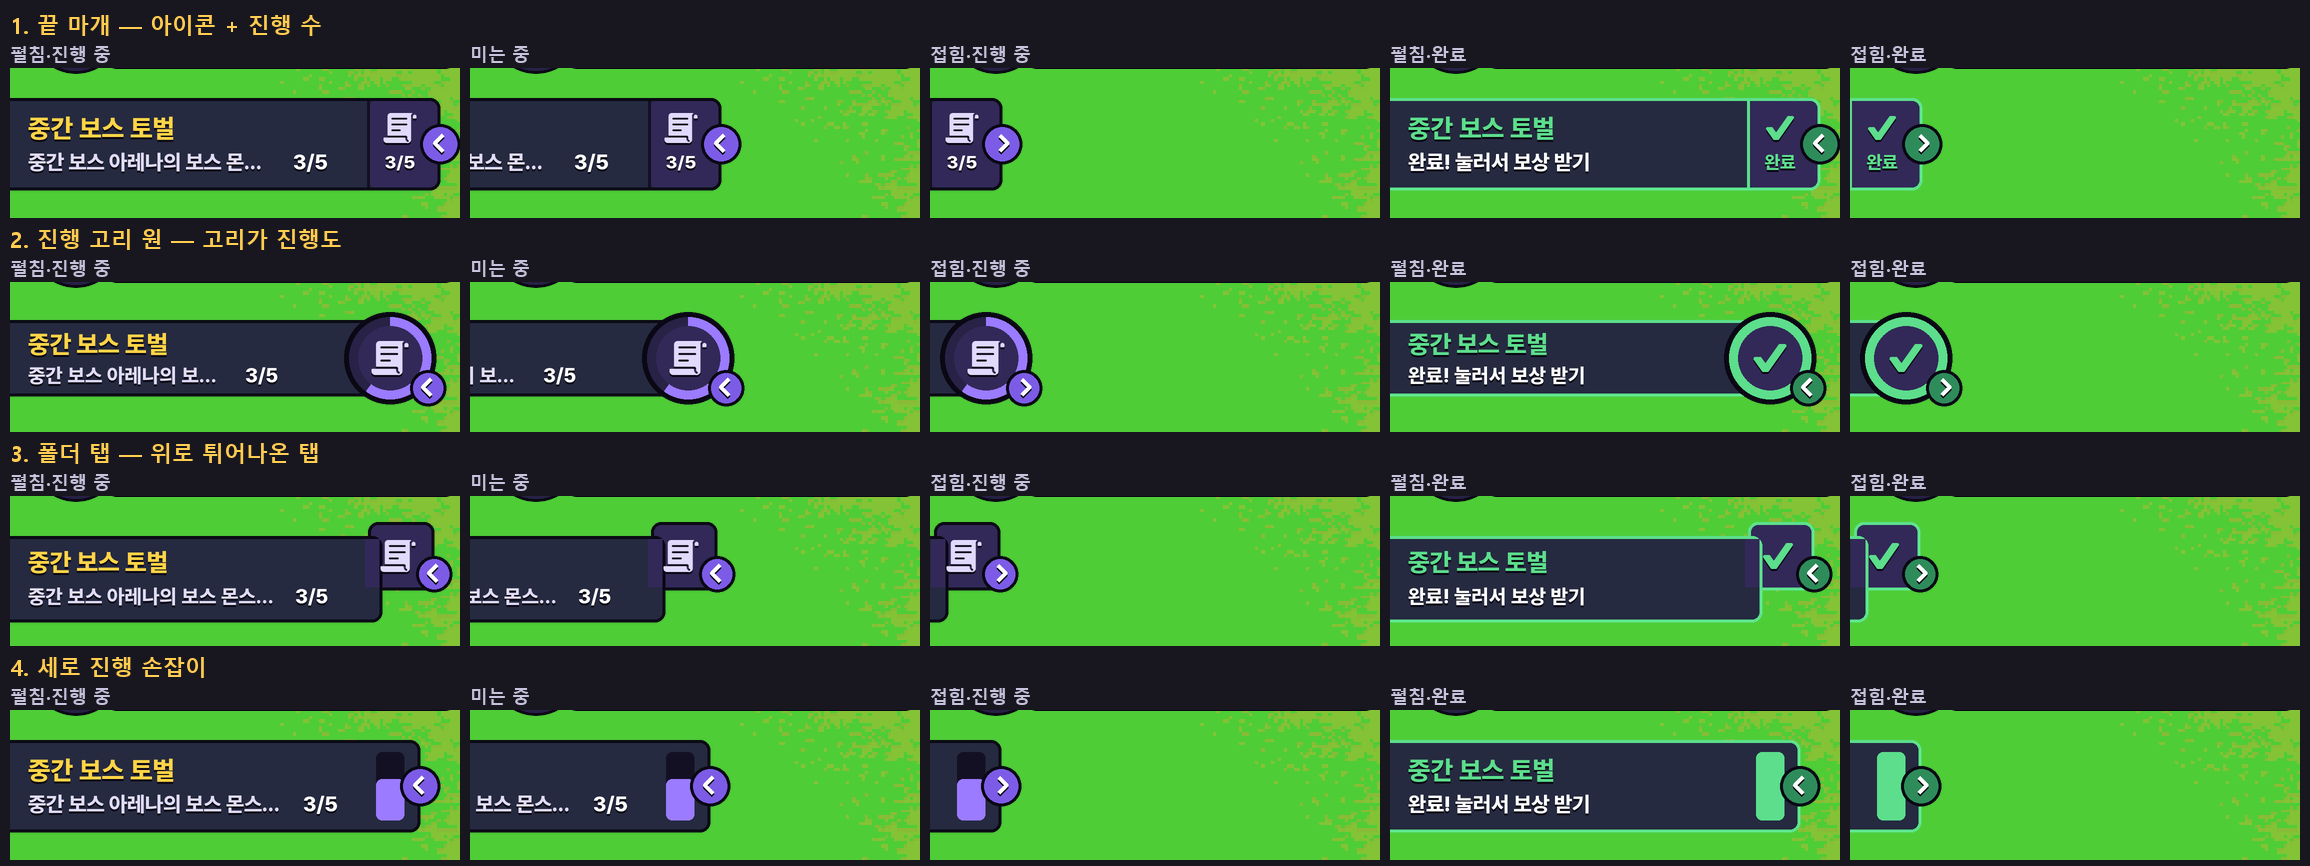 1. 끝 마개 — 아이콘 + 진행 수
펼침·진행 중
미는 중
접힘·진행 중
펼침·완료
접힘·완료
중간 보스 토벌
중간 보스 아레나의 보스 몬... 3/5
3/5
보스 몬... 3/5
3/5
3/5
중간 보스 토벌
완료! 눌러서 보상 받기
완료
완료
2. 진행 고리 원 — 고리가 진행도
펼침·진행 중
미는 중
접힘·진행 중
펼침·완료
접힘·완료
중간 보스 토벌
중간 보스 아레나의 보... 3/5
보... 3/5
중간 보스 토벌
완료! 눌러서 보상 받기
3. 폴더 탭 — 위로 튀어나온 탭
펼침·진행 중
미는 중
접힘·진행 중
펼침·완료
접힘·완료
중간 보스 토벌
중간 보스 아레나의 보스 몬스... 3/5
보스 몬스... 3/5
중간 보스 토벌
완료! 눌러서 보상 받기
4. 세로 진행 손잡이
펼침·진행 중
미는 중
접힘·진행 중
펼침·완료
접힘·완료
중간 보스 토벌
중간 보스 아레나의 보스 몬스... 3/5
보스 몬스... 3/5
중간 보스 토벌
완료! 눌러서 보상 받기